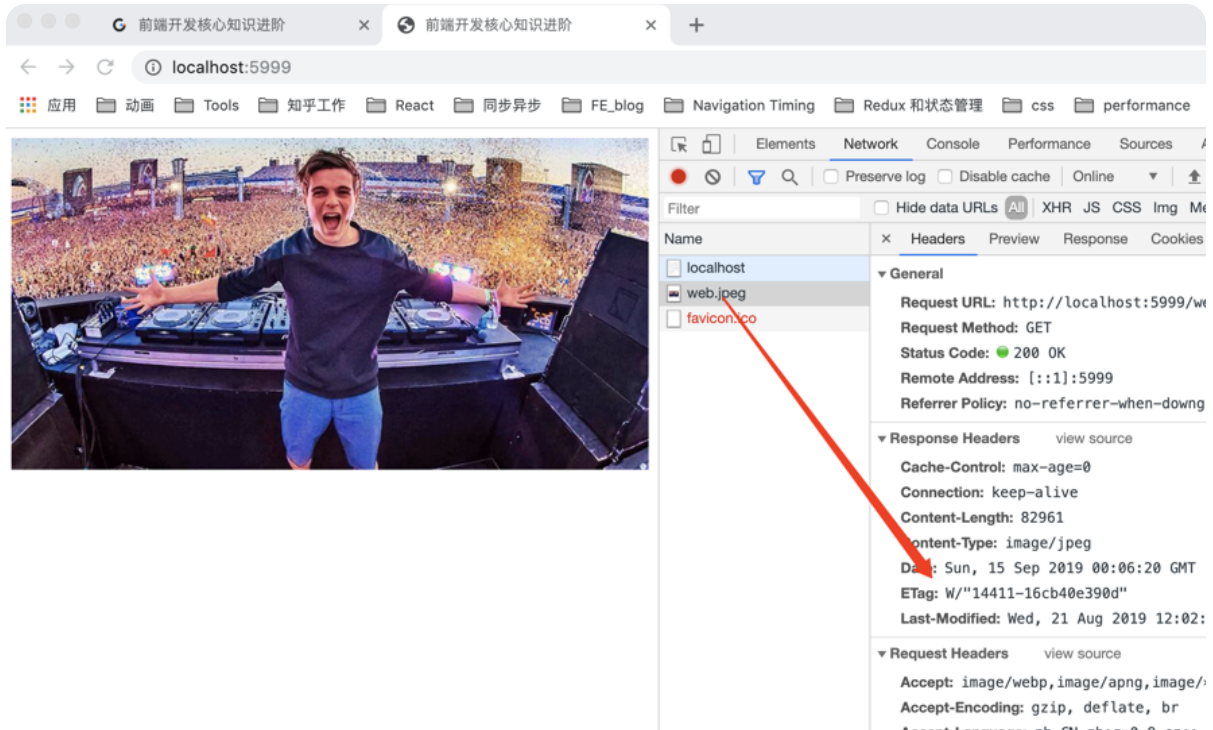 前端开发核心知识进阶
前端开发核心知识进阶
localhost:5999
应用 动画 Tools 知乎工作 React 同步异步 FE_blog Navigation Timing Redux 和状态管理 css performance
Elements Network Console Performance Sources
Preserve log Disable cache Online
Filter
Hide data URLs All XHR JS CSS Img Me
Name
Headers Preview Response Cookies
localhost
web.jpeg
favicon.ico
General
Request URL: http://localhost:5999/we
Request Method: GET
Status Code: 200 OK
Remote Address: [::1]:5999
Referrer Policy: no-referrer-when-downg
Response Headers view source
Cache-Control: max-age=0
Connection: keep-alive
Content-Length: 82961
Content-Type: image/jpeg
Date: Sun, 15 Sep 2019 00:06:20 GMT
ETag: W/"14411-16cb40e390d"
Last-Modified: Wed, 21 Aug 2019 12:02:
Request Headers view source
Accept: image/webp,image/apng,image/*
Accept-Encoding: gzip, deflate, br